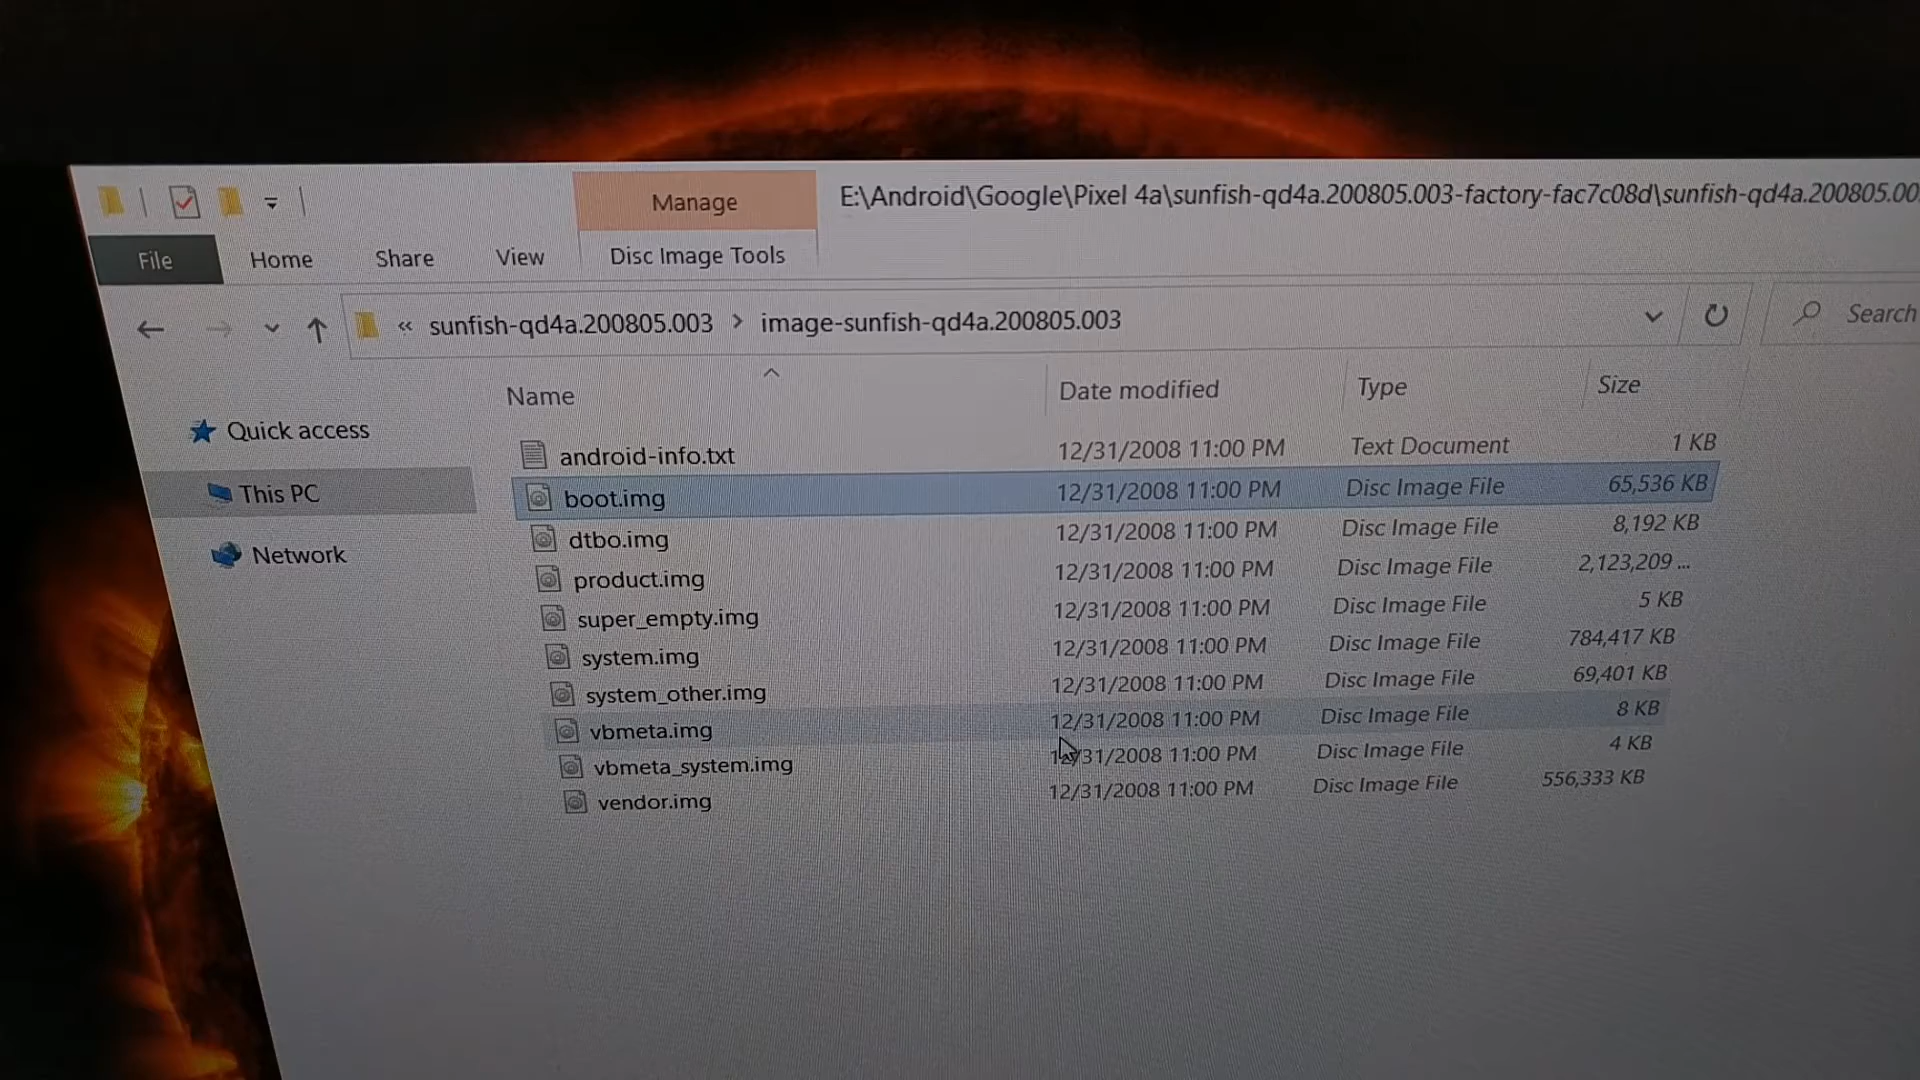 Manage
E:\Android\Google\Pixel 4a\sunfish-qd4a.200805.003-factory-fac7c08d\sunfish-qd4a.200805.00
File Home Share View Disc Image Tools
« sunfish-qd4a.200805.003 > image-sunfish-qd4a.200805.003
Search
Name Date modified Type Size
Quick access
This PC
Network
android-info.txt 12/31/2008 11:00 PM Text Document 1 KB
boot.img 12/31/2008 11:00 PM Disc Image File 65,536 KB
dtbo.img 12/31/2008 11:00 PM Disc Image File 8,192 KB
product.img 12/31/2008 11:00 PM Disc Image File 2,123,209 ...
super_empty.img 12/31/2008 11:00 PM Disc Image File 5 KB
system.img 12/31/2008 11:00 PM Disc Image File 784,417 KB
system_other.img 12/31/2008 11:00 PM Disc Image File 69,401 KB
vbmeta.img 12/31/2008 11:00 PM Disc Image File 8 KB
vbmeta_system.img 12/31/2008 11:00 PM Disc Image File 4 KB
vendor.img 12/31/2008 11:00 PM Disc Image File 556,333 KB